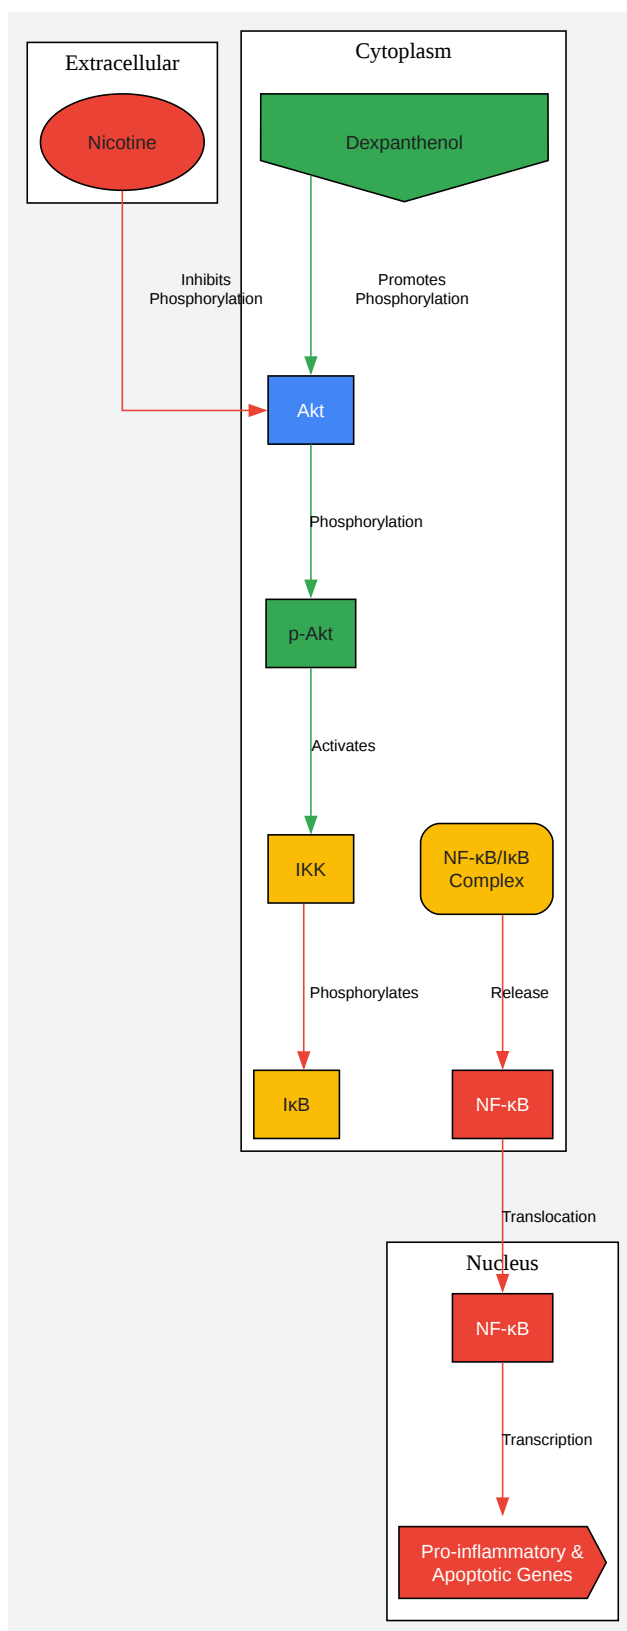 Extracellular
Cytoplasm
Nicotine
Dexpanthenol
Inhibits
Phosphorylation
Promotes
Phosphorylation
Akt
Phosphorylation
p-Akt
Activates
IKK
NF-κB/IκB
Complex
Phosphorylates
Release
IκB
NF-κB
Translocation
Nucleus
NF-κB
Transcription
Pro-inflammatory &
Apoptotic Genes